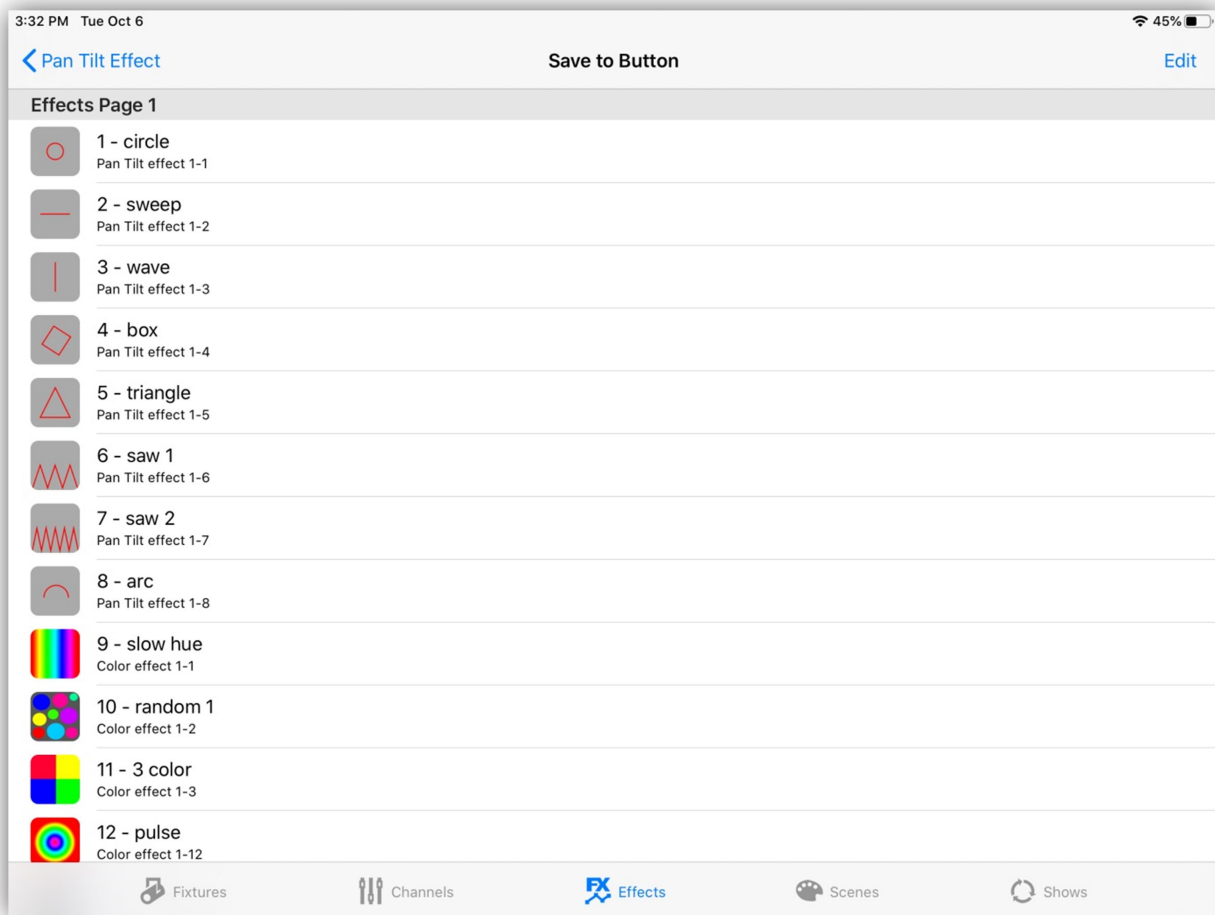 3:32 PM Tue Oct 6 45%
Pan Tilt Effect Save to Button Edit
Effects Page 1
1 - circle
Pan Tilt effect 1-1
2 - sweep
Pan Tilt effect 1-2
3 - wave
Pan Tilt effect 1-3
4 - box
Pan Tilt effect 1-4
5 - triangle
Pan Tilt effect 1-5
6 - saw 1
Pan Tilt effect 1-6
7 - saw 2
Pan Tilt effect 1-7
8 - arc
Pan Tilt effect 1-8
9 - slow hue
Color effect 1-1
10 - random 1
Color effect 1-2
11 - 3 color
Color effect 1-3
12 - pulse
Color effect 1-12
Fixtures Channels FX Effects Scenes Shows